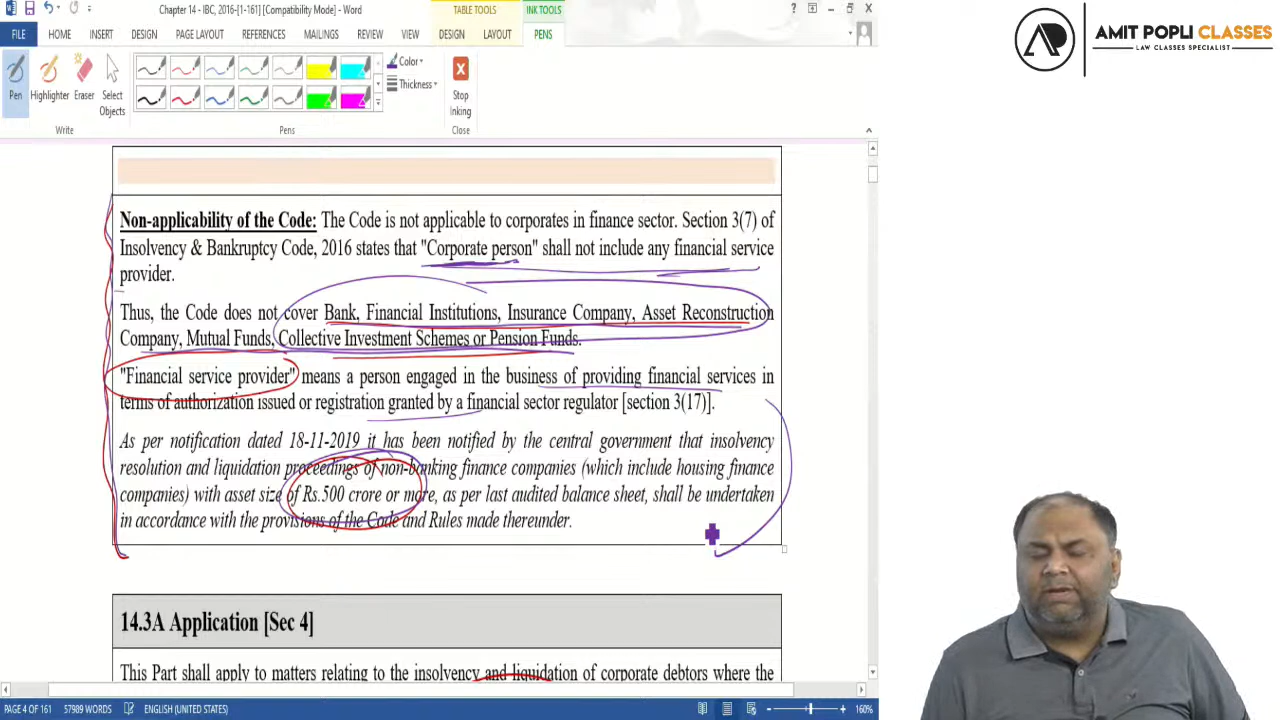 Chapter 14 - IBC, 2016-[1-161] [Compatibility Mode] - Word
TABLE TOOLS
INK TOOLS
FILE
HOME
INSERT
DESIGN
PAGE LAYOUT
REFERENCES
MAILINGS
REVIEW
VIEW
DESIGN
LAYOUT
PENS
Pen
Highlighter
Eraser
Select Objects
Color
Thickness
Stop Inking
Write
Pens
Close
AMIT POPLI CLASSES
LAW CLASSES SPECIALIST
Non-applicability of the Code: The Code is not applicable to corporates in finance sector. Section 3(7) of
Insolvency & Bankruptcy Code, 2016 states that "Corporate person" shall not include any financial service
provider.
Thus, the Code does not cover Bank, Financial Institutions, Insurance Company, Asset Reconstruction
Company, Mutual Funds, Collective Investment Schemes or Pension Funds.
"Financial service provider" means a person engaged in the business of providing financial services in
terms of authorization issued or registration granted by a financial sector regulator [section 3(17)].
As per notification dated 18-11-2019 it has been notified by the central government that insolvency
resolution and liquidation proceedings of non-banking finance companies (which include housing finance
companies) with asset size of Rs.500 crore or more, as per last audited balance sheet, shall be undertaken
in accordance with the provisions of the Code and Rules made thereunder.
14.3A Application [Sec 4]
This Part shall apply to matters relating to the insolvency and liquidation of corporate debtors where the
PAGE 4 OF 161
57989 WORDS
ENGLISH (UNITED STATES)
160%